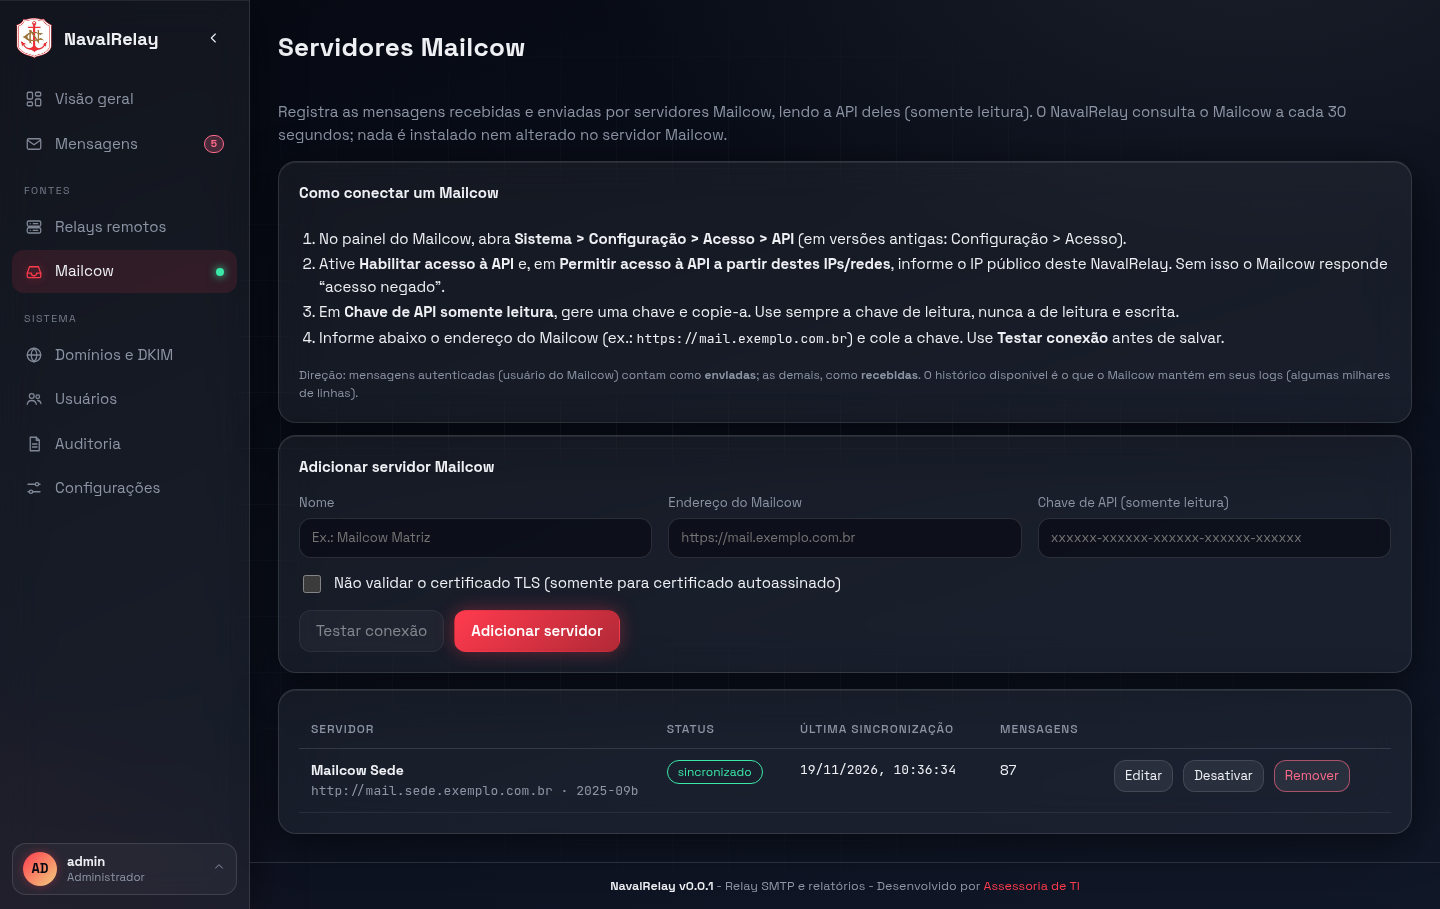 NavalRelay
Visão geral
Mensagens
5
FONTES
Relays remotos
Mailcow
SISTEMA
Domínios e DKIM
Usuários
Auditoria
Configurações
AD
admin
Administrador
Servidores Mailcow
Registra as mensagens recebidas e enviadas por servidores Mailcow, lendo a API deles (somente leitura). O NavalRelay consulta o Mailcow a cada 30
segundos; nada é instalado nem alterado no servidor Mailcow.
Como conectar um Mailcow
1. No painel do Mailcow, abra Sistema > Configuração > Acesso > API (em versões antigas: Configuração > Acesso).
2. Ative Habilitar acesso à API e, em Permitir acesso à API a partir destes IPs/redes, informe o IP público deste NavalRelay. Sem isso o Mailcow responde
“acesso negado”.
3. Em Chave de API somente leitura, gere uma chave e copie-a. Use sempre a chave de leitura, nunca a de leitura e escrita.
4. Informe abaixo o endereço do Mailcow (ex.: https://mail.exemplo.com.br) e cole a chave. Use Testar conexão antes de salvar.
Direção: mensagens autenticadas (usuário do Mailcow) contam como enviadas; as demais, como recebidas. O histórico disponível é o que o Mailcow mantém em seus logs (algumas milhares
de linhas).
Adicionar servidor Mailcow
Nome
Endereço do Mailcow
Chave de API (somente leitura)
Ex.: Mailcow Matriz
https://mail.exemplo.com.br
xxxxxx-xxxxxx-xxxxxx-xxxxxx-xxxxxx
Não validar o certificado TLS (somente para certificado autoassinado)
Testar conexão
Adicionar servidor
SERVIDOR
STATUS
ÚLTIMA SINCRONIZAÇÃO
MENSAGENS
Mailcow Sede
http://mail.sede.exemplo.com.br · 2025-09b
sincronizado
19/11/2026, 10:36:34
87
Editar
Desativar
Remover
NavalRelay v0.0.1 - Relay SMTP e relatórios - Desenvolvido por Assessoria de TI